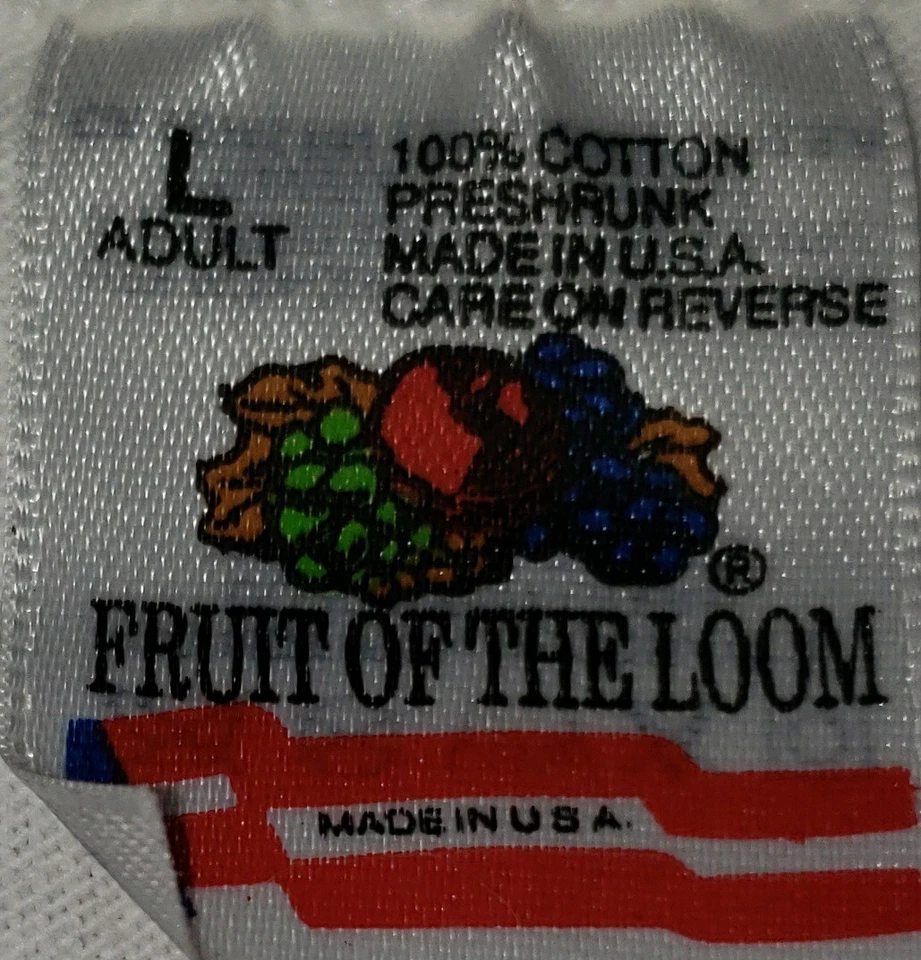 L
ADULT
100% COTTON
PRESHRUNK
MADE IN U.S.A.
CARE ON REVERSE
®
FRUIT OF THE LOOM
MADE IN U S A.